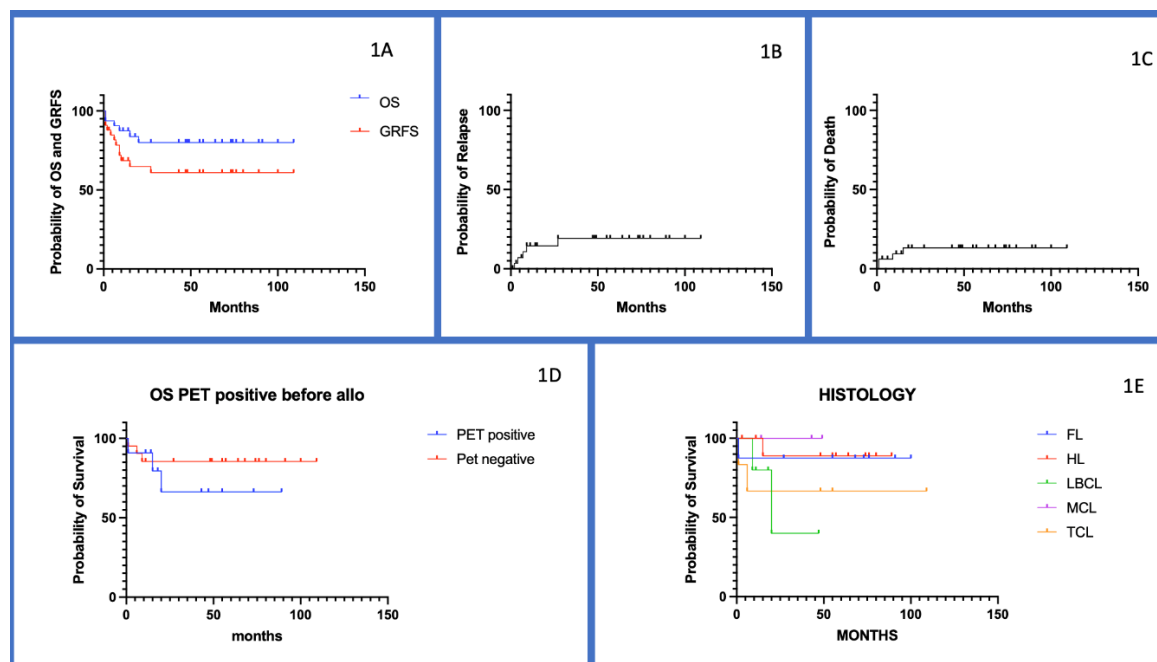 1A
Probability of OS and GRFS
100
50
0
0
50
100
150
Months
OS
GRFS
1B
Probability of Relapse
100
50
0
0
50
100
150
Months
1C
Probability of Death
100
50
0
0
50
100
150
Months
1D
OS PET positive before allo
Probability of Survival
100
50
0
0
50
100
150
months
PET positive
Pet negative
1E
HISTOLOGY
Probability of Survival
100
50
0
0
50
100
150
MONTHS
FL
HL
LBCL
MCL
TCL